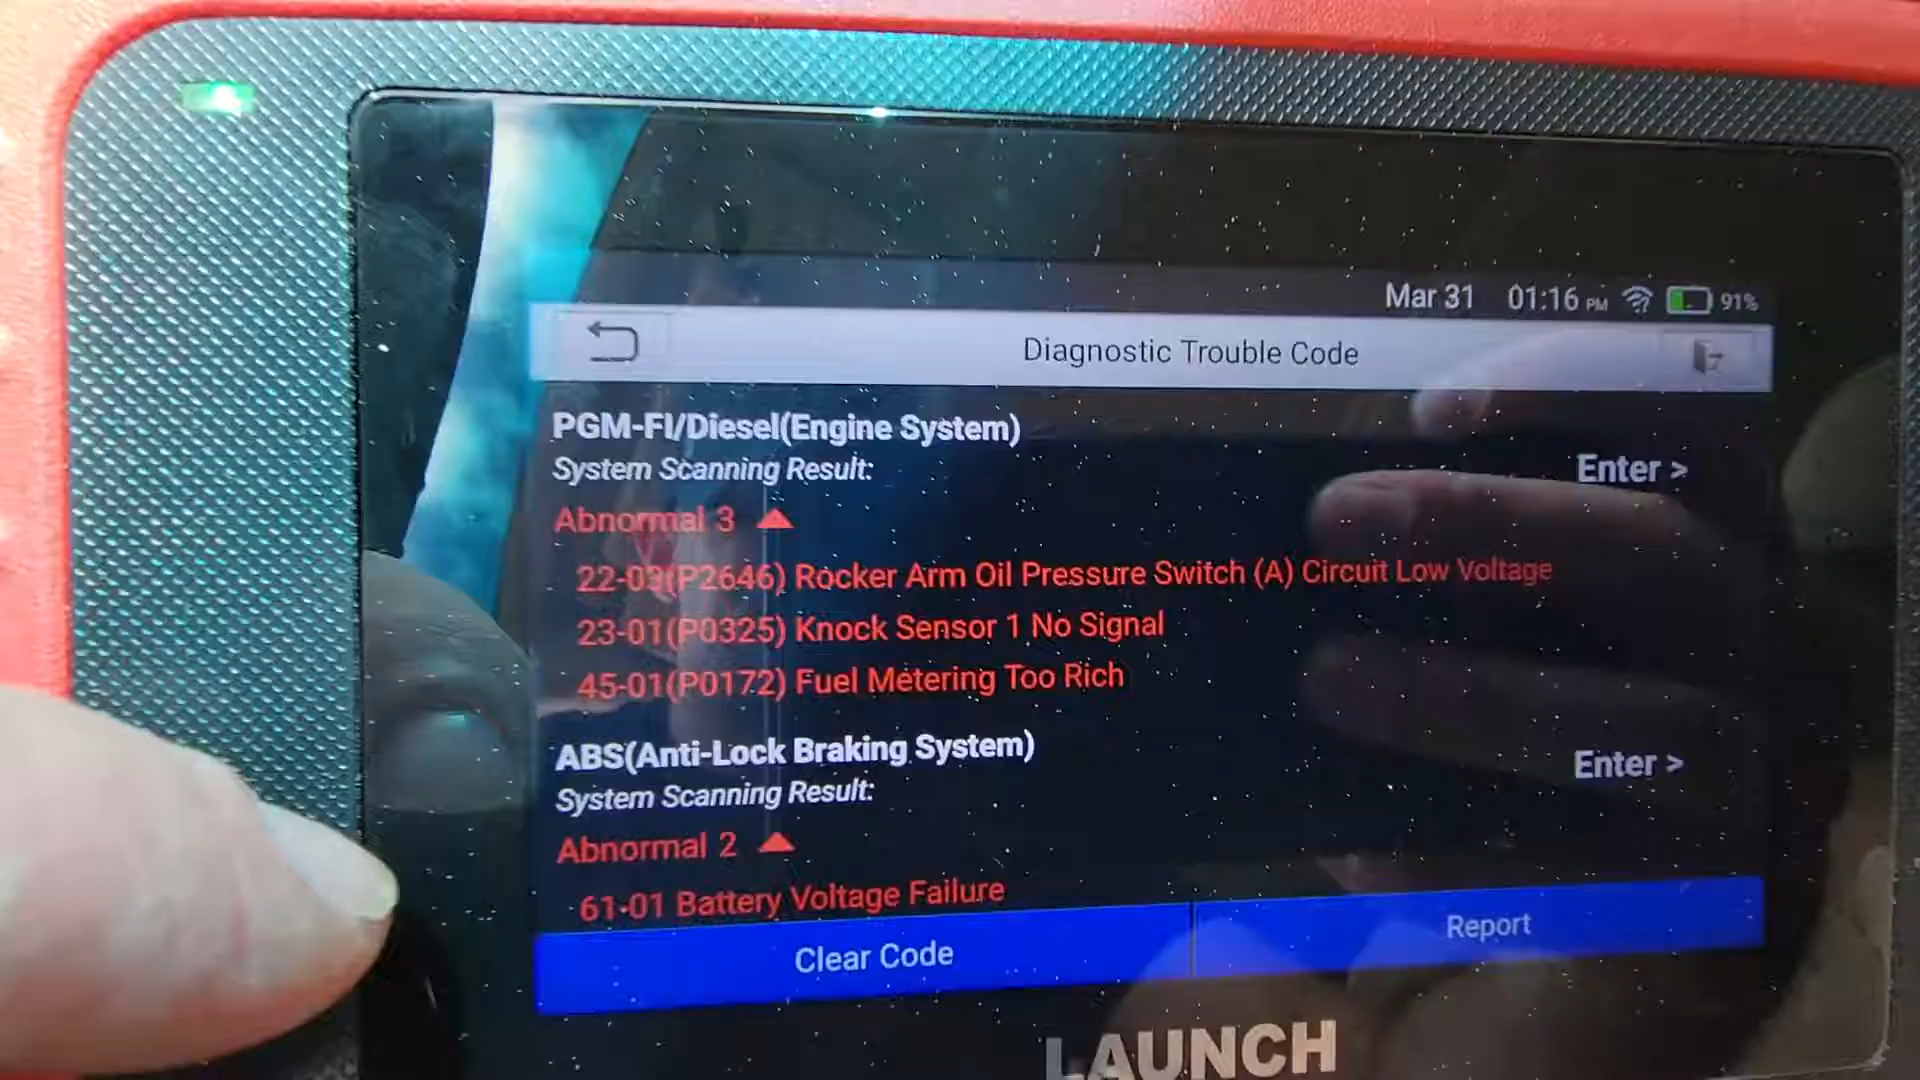 Mar 31 01:16 PM 91%
Diagnostic Trouble Code
PGM-FI/Diesel(Engine System)
System Scanning Result:
Enter >
Abnormal 3
22-03(P2646) Rocker Arm Oil Pressure Switch (A) Circuit Low Voltage
23-01(P0325) Knock Sensor 1 No Signal
45-01(P0172) Fuel Metering Too Rich
ABS(Anti-Lock Braking System)
System Scanning Result:
Enter >
Abnormal 2
61-01 Battery Voltage Failure
Clear Code
Report
LAUNCH